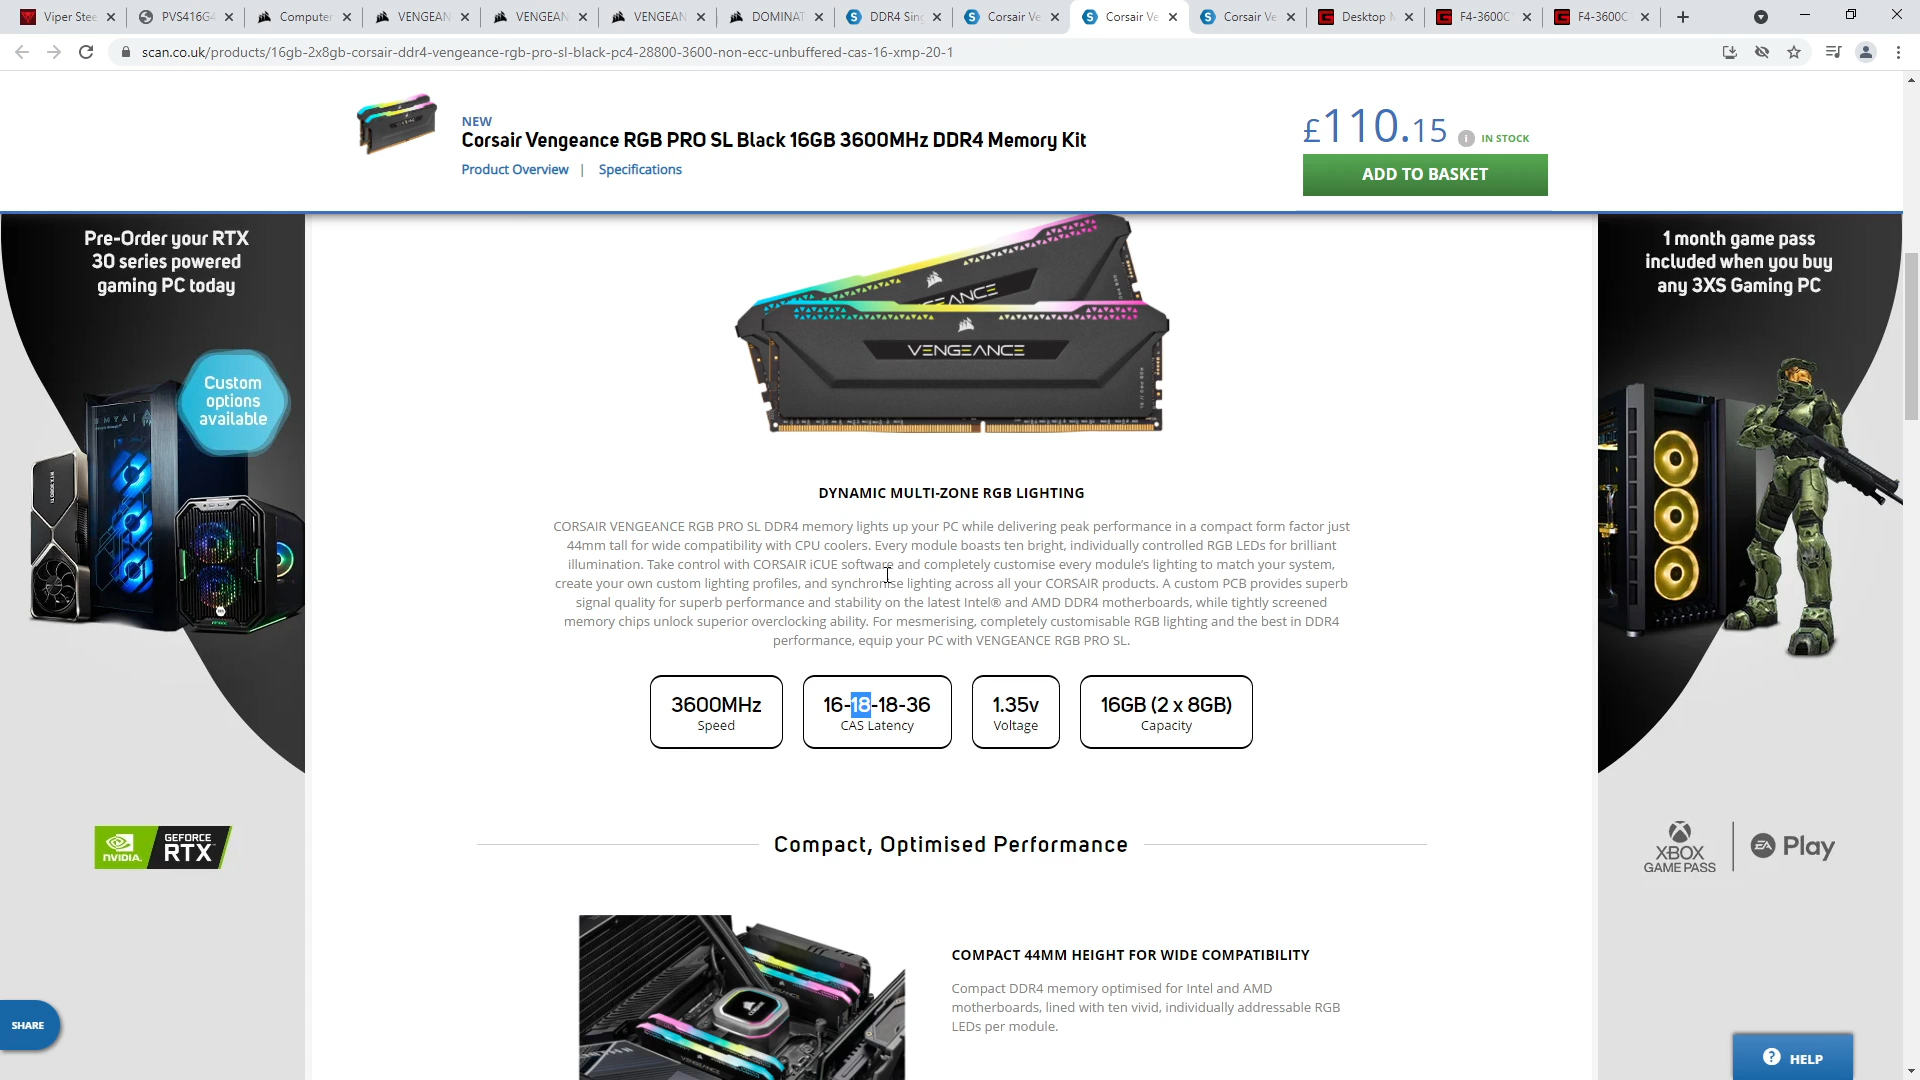 Viper Stee
PVS416G4
Computer
VENGEAN
VENGEAN
VENGEAN
DOMINAT
DDR4 Sin
Corsair Ve
Corsair Ve
Corsair Ve
Desktop M
F4-3600C
F4-3600C
scan.co.uk/products/16gb-2x8gb-corsair-ddr4-vengeance-rgb-pro-sl-black-pc4-28800-3600-non-ecc-unbuffered-cas-16-xmp-20-1
NEW
Corsair Vengeance RGB PRO SL Black 16GB 3600MHz DDR4 Memory Kit
Product Overview | Specifications
£110.15 i IN STOCK
ADD TO BASKET
Pre-Order your RTX
30 series powered
gaming PC today
Custom
options
available
NVIDIA.
GEFORCE
RTX
1 month game pass
included when you buy
any 3XS Gaming PC
XBOX
GAME PASS
EA Play
VENGEANCE
DYNAMIC MULTI-ZONE RGB LIGHTING
CORSAIR VENGEANCE RGB PRO SL DDR4 memory lights up your PC while delivering peak performance in a compact form factor just
44mm tall for wide compatibility with CPU coolers. Every module boasts ten bright, individually controlled RGB LEDs for brilliant
illumination. Take control with CORSAIR iCUE software and completely customise every module's lighting to match your system,
create your own custom lighting profiles, and synchronise lighting across all your CORSAIR products. A custom PCB provides superb
signal quality for superb performance and stability on the latest Intel® and AMD DDR4 motherboards, while tightly screened
memory chips unlock superior overclocking ability. For mesmerising, completely customisable RGB lighting and the best in DDR4
performance, equip your PC with VENGEANCE RGB PRO SL.
3600MHz
Speed
16-18-18-36
CAS Latency
1.35v
Voltage
16GB (2 x 8GB)
Capacity
Compact, Optimised Performance
COMPACT 44MM HEIGHT FOR WIDE COMPATIBILITY
Compact DDR4 memory optimised for Intel and AMD
motherboards, lined with ten vivid, individually addressable RGB
LEDs per module.
SHARE
? HELP